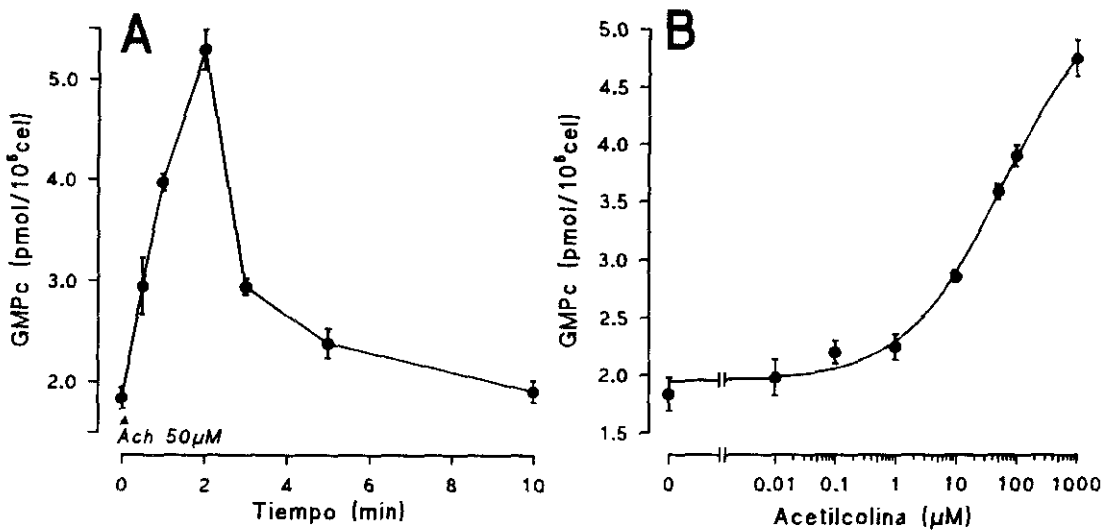 A
GMPc (pmol/10⁶cel)
5.0
4.0
3.0
2.0
Ach 50µM
0 2 4 6 8 10
Tiempo (min)
B
GMPc (pmol/10⁶cel)
5.0
4.5
4.0
3.5
3.0
2.5
2.0
1.5
0 0.01 0.1 1 10 100 1000
Acetilcolina (µM)